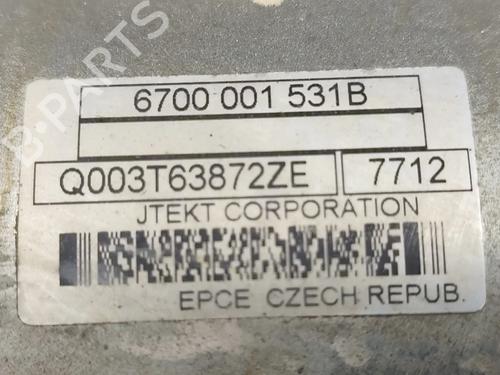 B-PARTS
6700 001 531B
Q003T63872ZE 7712
JTEKT CORPORATION
EPCE CZECH REPUB.